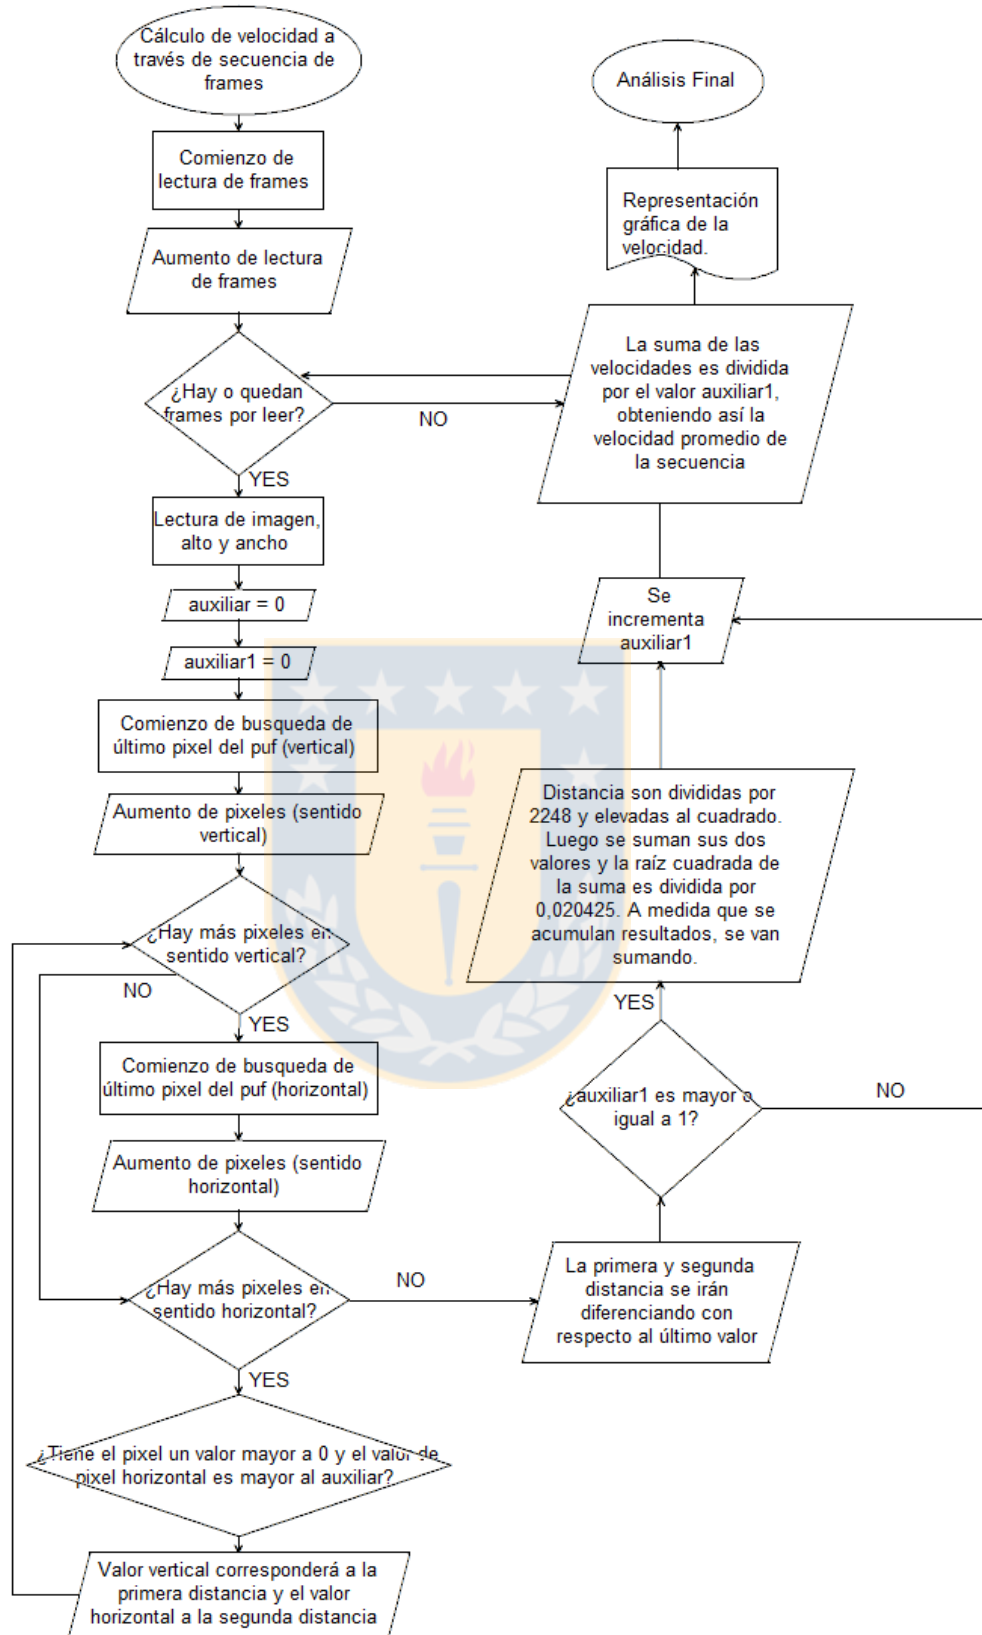 Cálculo de velocidad a
través de secuencia de
frames
Comienzo de
lectura de frames
Aumento de lectura
de frames
¿Hay o quedan
frames por leer?
NO
YES
Lectura de imagen,
alto y ancho
auxiliar = 0
auxiliar1 = 0
Comienzo de busqueda de
último pixel del puf (vertical)
Aumento de pixeles (sentido
vertical)
¿Hay más pixeles en
sentido vertical?
NO
YES
Comienzo de busqueda de
último pixel del puf (horizontal)
Aumento de pixeles (sentido
horizontal)
¿Hay más pixeles en
sentido horizontal?
NO
YES
¿Tiene el pixel un valor mayor a 0 y el valor de
pixel horizontal es mayor al auxiliar?
Valor vertical corresponderá a la
primera distancia y el valor
horizontal a la segunda distancia
La primera y segunda
distancia se irán
diferenciando con
respecto al último valor
¿auxiliar1 es mayor o
igual a 1?
NO
YES
Distancia son divididas por
2248 y elevadas al cuadrado.
Luego se suman sus dos
valores y la raíz cuadrada de
la suma es dividida por
0,020425. A medida que se
acumulan resultados, se van
sumando.
Se
incrementa
auxiliar1
La suma de las
velocidades es dividida
por el valor auxiliar1,
obteniendo así la
velocidad promedio de
la secuencia
Representación
gráfica de la
velocidad.
Análisis Final